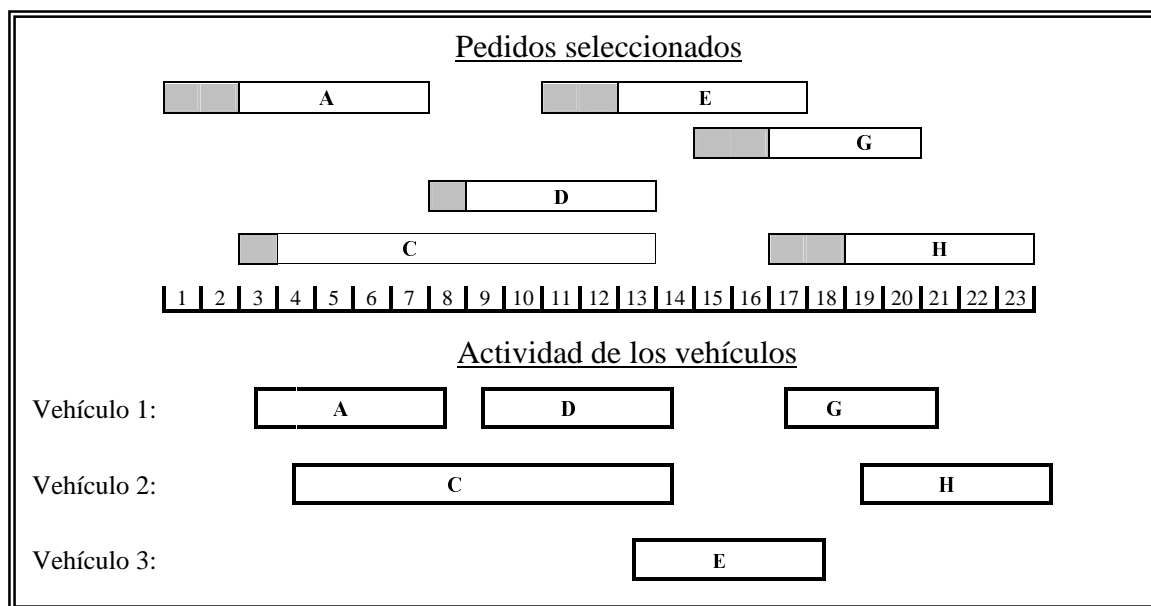 Pedidos seleccionados
A E
G
D
C H
1 2 3 4 5 6 7 8 9 10 11 12 13 14 15 16 17 18 19 20 21 22 23
Actividad de los vehículos
Vehículo 1: A D G
Vehículo 2: C H
Vehículo 3: E